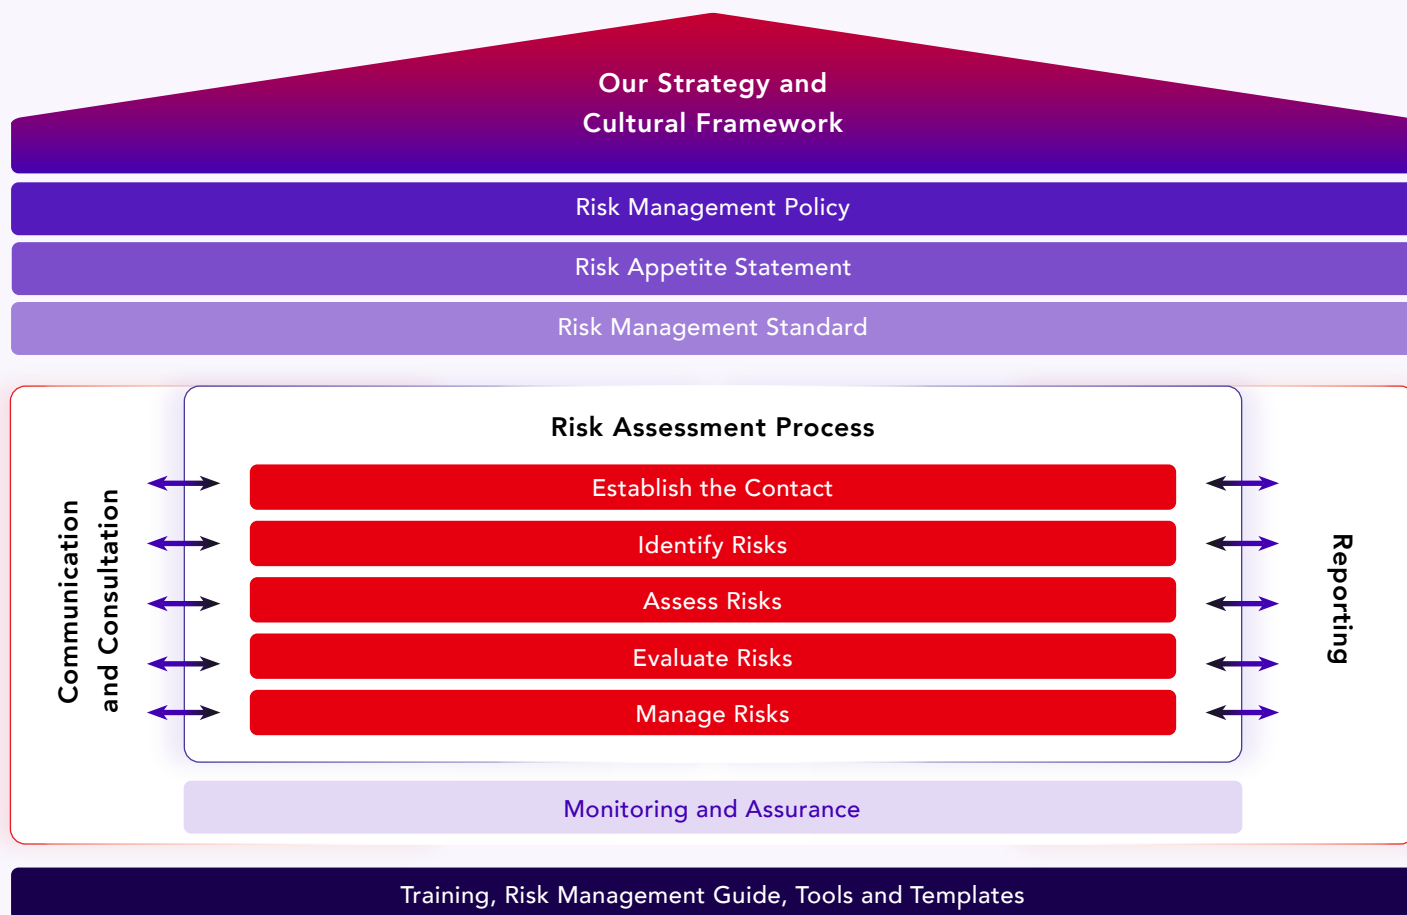 Our Strategy and
Cultural Framework
Risk Management Policy
Risk Appetite Statement
Risk Management Standard
Communication
and Consultation
Risk Assessment Process
Establish the Contact
Identify Risks
Assess Risks
Evaluate Risks
Manage Risks
Reporting
Monitoring and Assurance
Training, Risk Management Guide, Tools and Templates